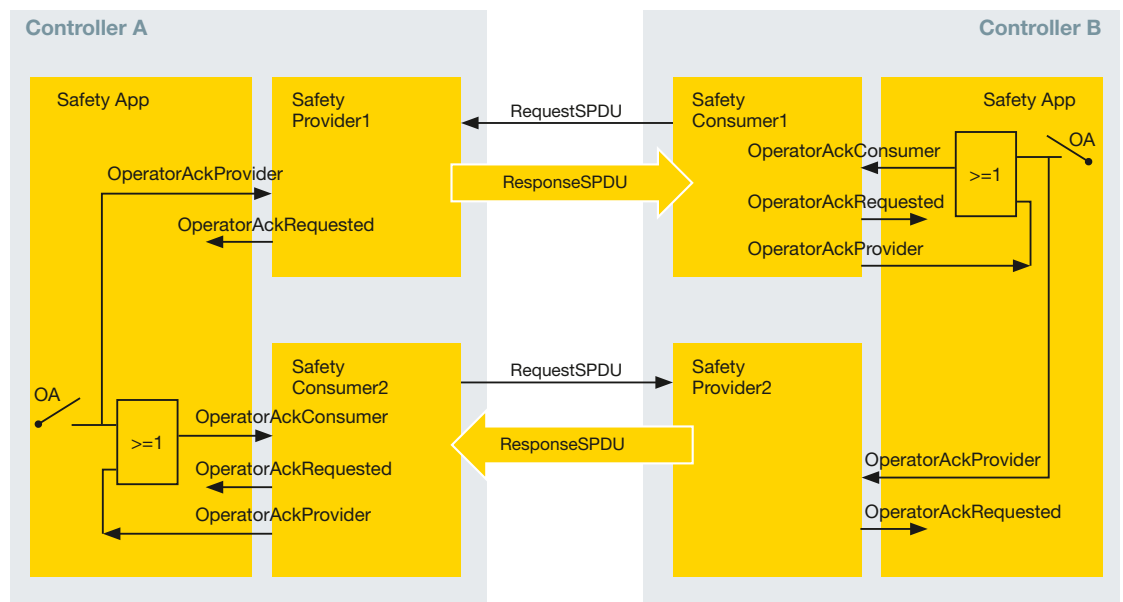 Controller A
Controller B
Safety App
Safety
Provider1
RequestSPDU
Safety
Consumer1
Safety App
OperatorAckProvider
ResponseSPDU
OperatorAckConsumer
OA
>=1
OperatorAckRequested
OperatorAckRequested
OperatorAckProvider
Safety
Consumer2
RequestSPDU
Safety
Provider2
OA
OperatorAckConsumer
>=1
ResponseSPDU
OperatorAckRequested
OperatorAckProvider
OperatorAckProvider
OperatorAckRequested